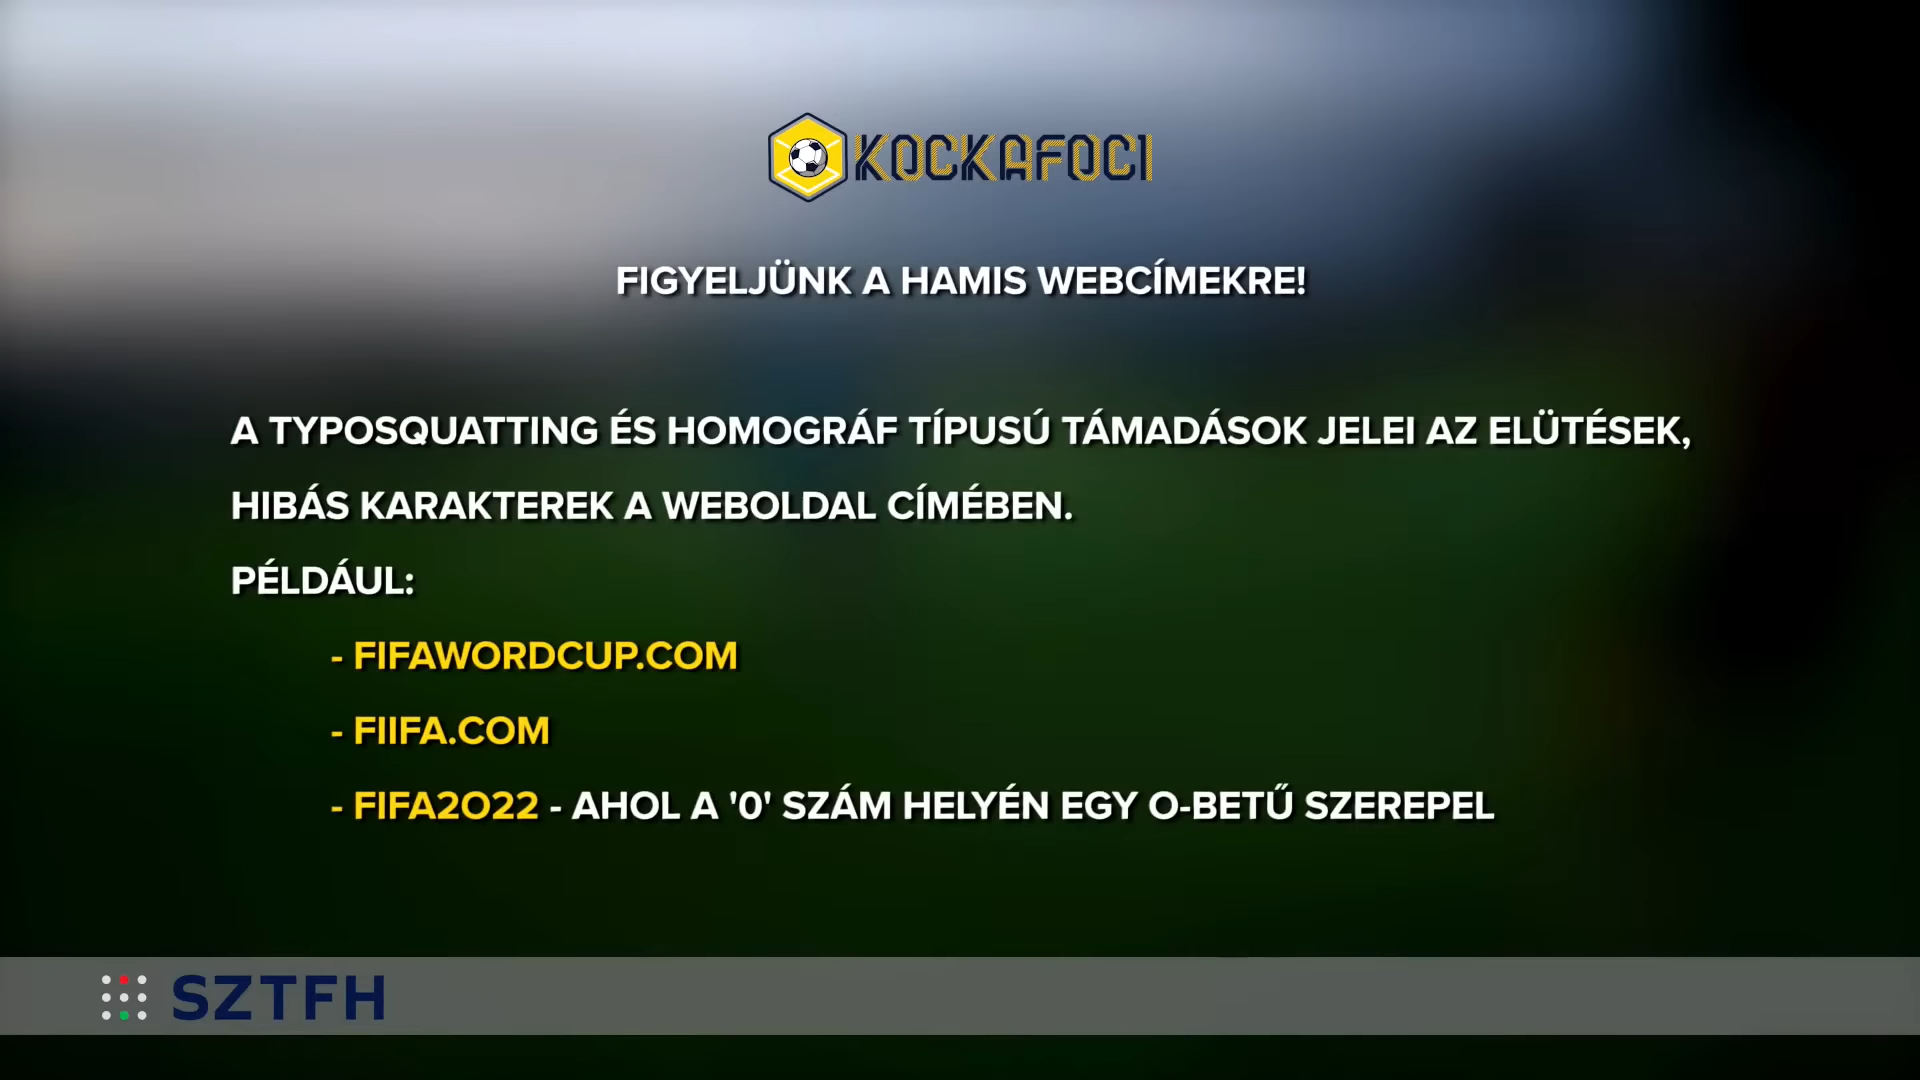 KOCKAFOCI
FIGYELJÜNK A HAMIS WEBCÍMEKRE!
A TYPOSQUATTING ÉS HOMOGRÁF TÍPUSÚ TÁMADÁSOK JELEI AZ ELÜTÉSEK,
HIBÁS KARAKTEREK A WEBOLDAL CÍMÉBEN.
PÉLDÁUL:
- FIFAWORDCUP.COM
- FIIFA.COM
- FIFA2O22 - AHOL A '0' SZÁM HELYÉN EGY O-BETŰ SZEREPEL
SZTFH